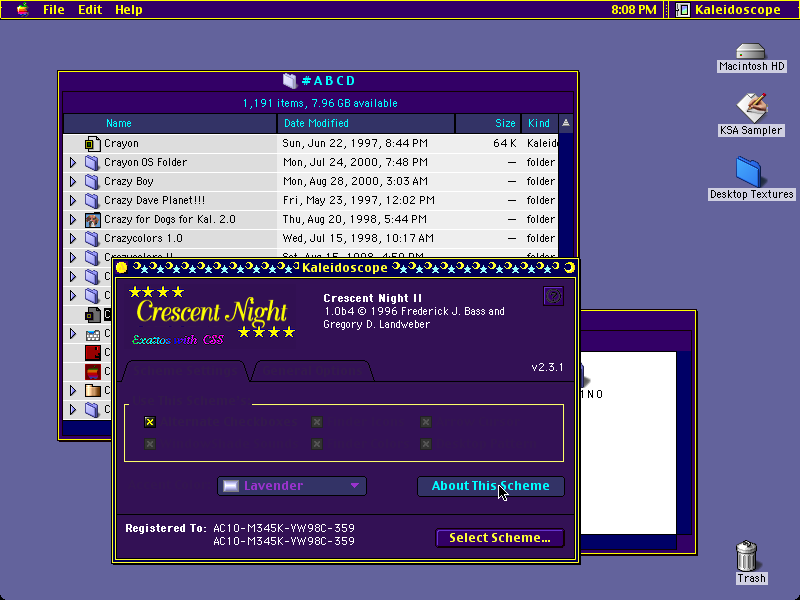 File Edit Help
8:08 PM Kaleidoscope
Macintosh HD
KSA Sampler
Desktop Textures
Trash
#ABCD
1,191 items, 7.96 GB available
Name Date Modified Size Kind
Crayon Sun, Jun 22, 1997, 8:44 PM 64 K Kaleid
Crayon OS Folder Mon, Jul 24, 2000, 7:48 PM — folder
Crazy Boy Mon, Aug 28, 2000, 3:03 AM — folder
Crazy Dave Planet!!! Fri, May 23, 1997, 12:02 PM — folder
Crazy for Dogs for Kal. 2.0 Thu, Aug 20, 1998, 5:44 PM — folder
Crazycolors 1.0 Wed, Jul 15, 1998, 10:17 AM — folder
Kaleidoscope
Crescent Night
Exattos with CSS
Crescent Night II
1.0b4 © 1996 Frederick J. Bass and
Gregory D. Landweber
v2.3.1
Lavender
About This Scheme
Registered To: AC10-M345K-YW98C-359
AC10-M345K-YW98C-359
Select Scheme...